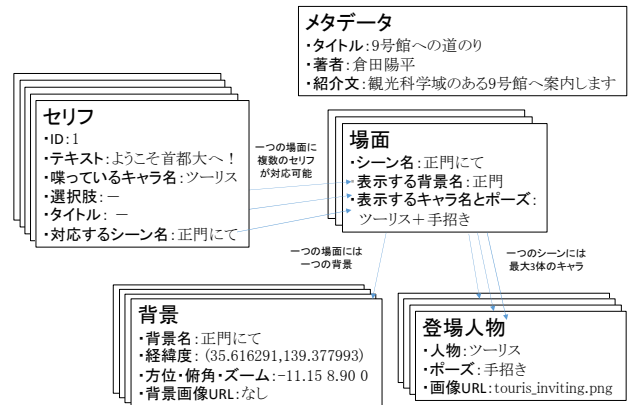 メタデータ
・タイトル：9号館への道のり
・著者：倉田陽平
・紹介文：観光科学域のある9号館へ案内します
セリフ
・ID：1
・テキスト：ようこそ首都大へ！
・喋っているキャラ名：ツーリス
・選択肢：－
・タイトル：－
・対応するシーン名：正門にて
一つの場面に
複数のセリフ
が対応可能
場面
・シーン名：正門にて
・表示する背景名：正門
・表示するキャラ名とポーズ：
ツーリス＋手招き
一つの場面には
一つの背景
一つのシーンには
最大3体のキャラ
背景
・背景名：正門にて
・経緯度：(35.616291,139.377993)
・方位・俯角・ズーム：-11.15 8.90 0
・背景画像URL：なし
登場人物
・人物：ツーリス
・ポーズ：手招き
・画像URL：touris_inviting.png